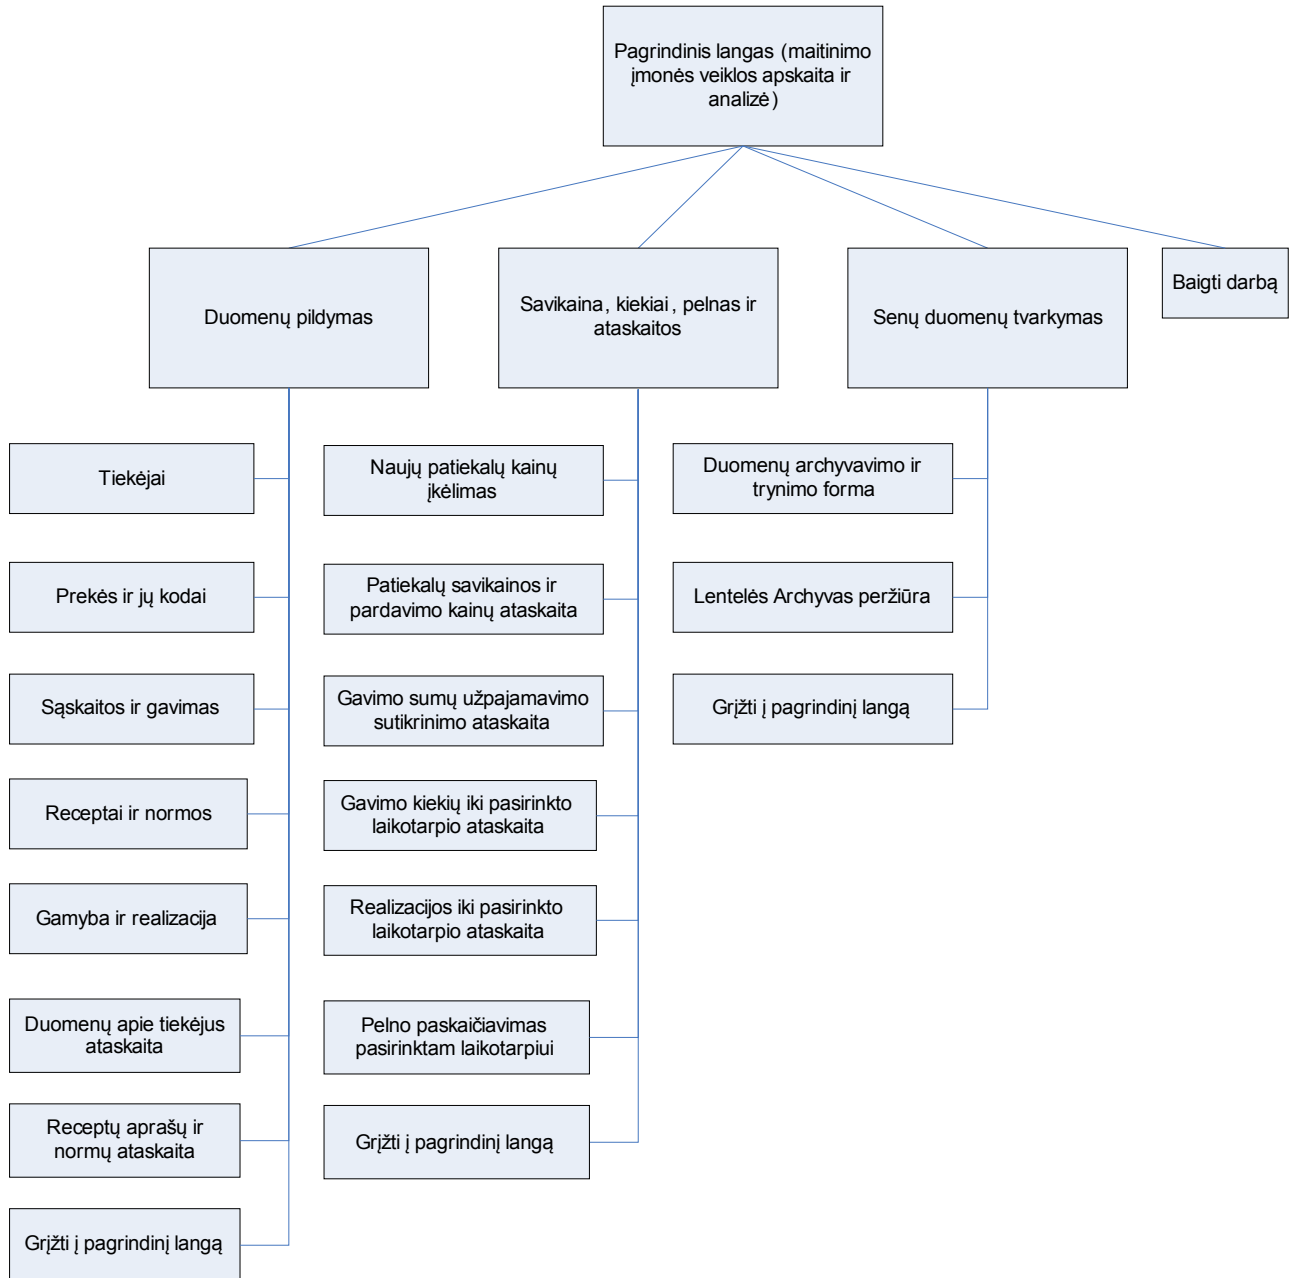 Pagrindinis langas (maitinimo
įmonės veiklos apskaita ir
analizė)
Duomenų pildymas
Savikaina, kiekiai, pelnas ir
ataskaitos
Senų duomenų tvarkymas
Baigti darbą
Tiekėjai
Prekės ir jų kodai
Sąskaitos ir gavimas
Receptai ir normos
Gamyba ir realizacija
Duomenų apie tiekėjus
ataskaita
Receptų aprašų ir
normų ataskaita
Grįžti į pagrindinį langą
Naujų patiekalų kainų
įkėlimas
Patiekalų savikainos ir
pardavimo kainų ataskaita
Gavimo sumų užpajamavimo
sutikrinimo ataskaita
Gavimo kiekių iki pasirinkto
laikotarpio ataskaita
Realizacijos iki pasirinkto
laikotarpio ataskaita
Pelno paskaičiavimas
pasirinktam laikotarpiui
Grįžti į pagrindinį langą
Duomenų archyvavimo ir
trynimo forma
Lentelės Archyvas peržiūra
Grįžti į pagrindinį langą